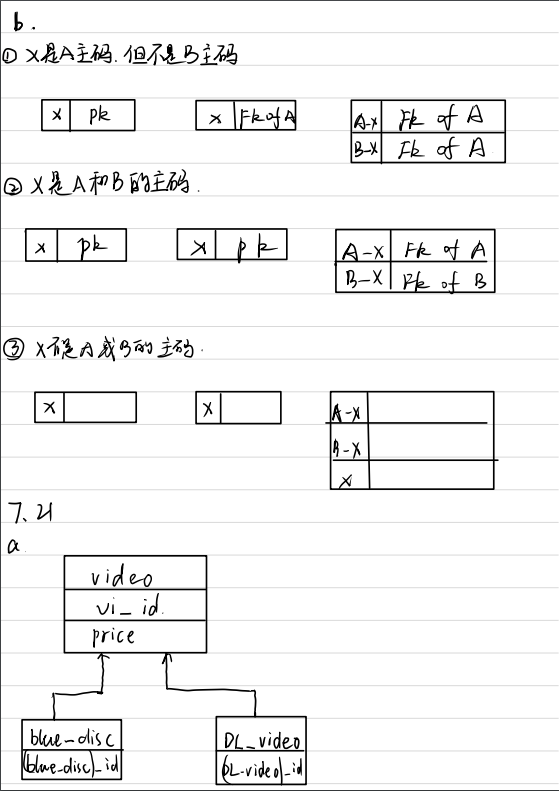 b.
① X是A主码.但不是B主码
x pk
x Fk of A
A-x Fk of A
B-x Fk of A
② X是A和B的主码.
x pk
x pk
A-X Fk of A
B-X Fk of B
③ X不是A或B的主码.
x
x
A-X
B-X
x
7.21
a.
video
vi_id.
price
blue-disc
(blue-disc)_id
DL_video
(DL-video)_id